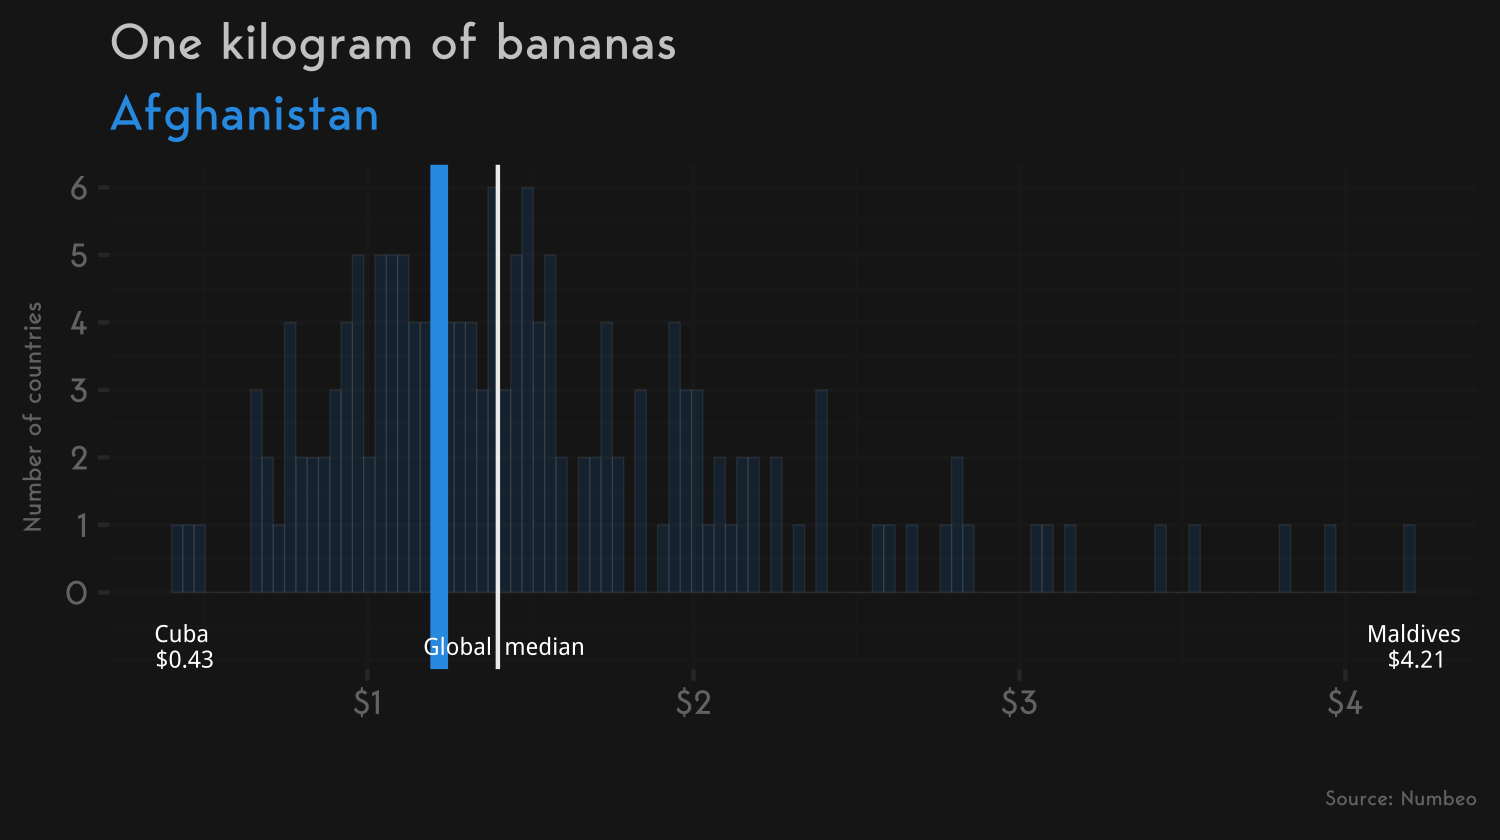 One kilogram of bananas
Afghanistan
Number of countries
6
5
4
3
2
1
0
Cuba
$0.43
Global median
Maldives
$4.21
$1
$2
$3
$4
Source: Numbeo